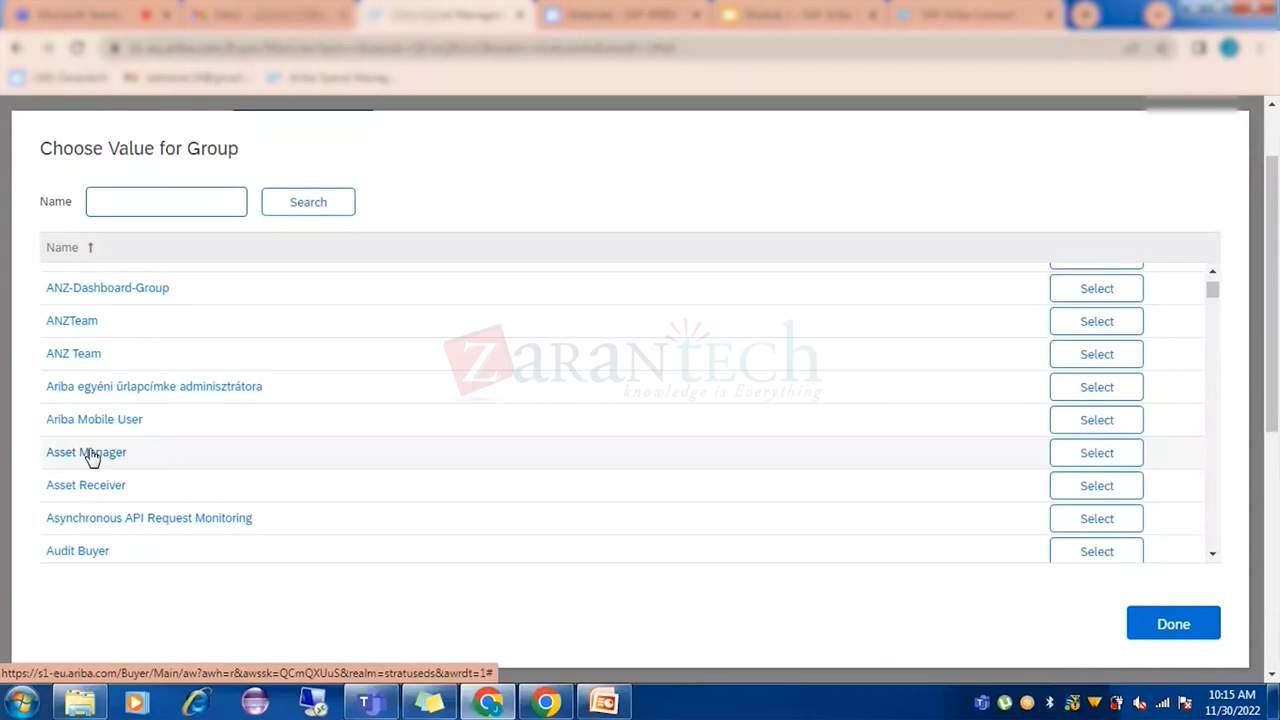 Choose Value for Group
Name
Search
Name ↑
ANZ-Dashboard-Group
Select
ANZTeam
Select
ANZ Team
Select
Ariba egyéni űrlapcímke adminisztrátora
Select
Ariba Mobile User
Select
Asset Manager
Select
Asset Receiver
Select
Asynchronous API Request Monitoring
Select
Audit Buyer
Select
ZARANTECH
knowledge is Everything
Done
https://s1-eu.ariba.com/Buyer/Main/aw?awh=r&awssk=QCmQXUuS&realm=stratuseds&awrdt=1#
10:15 AM
11/30/2022